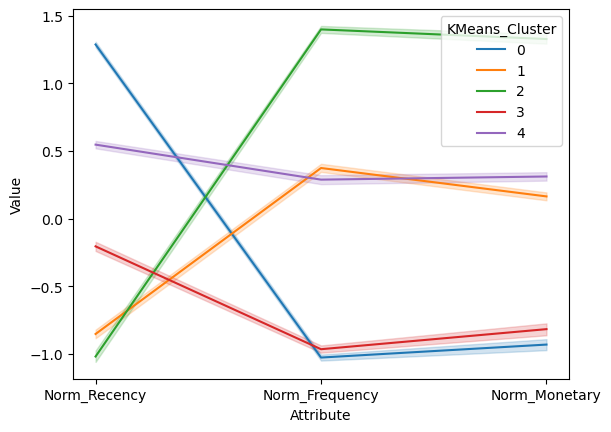 KMeans_Cluster
0
1
2
3
4
1.5
1.0
0.5
0.0
−0.5
−1.0
Value
Norm_Recency
Norm_Frequency
Norm_Monetary
Attribute